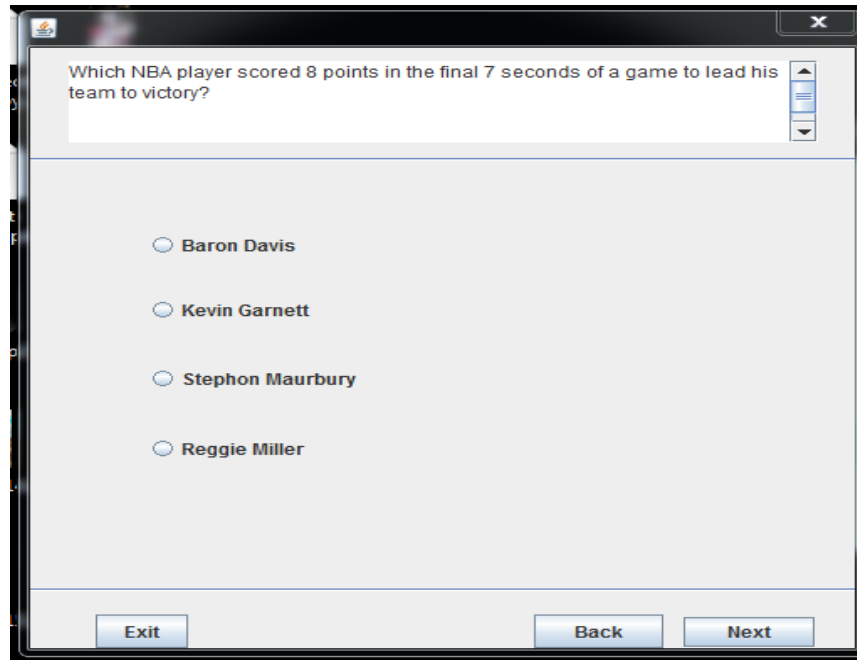 x
Which NBA player scored 8 points in the final 7 seconds of a game to lead his
team to victory?
Baron Davis
Kevin Garnett
Stephon Maurbury
Reggie Miller
Exit
Back
Next